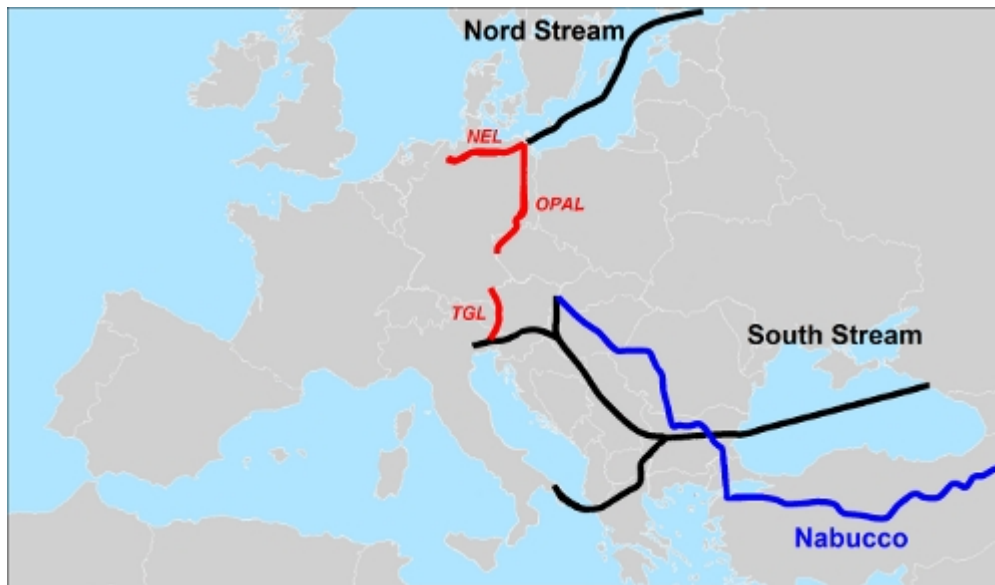 Nord Stream
NEL
OPAL
TGL
South Stream
Nabucco